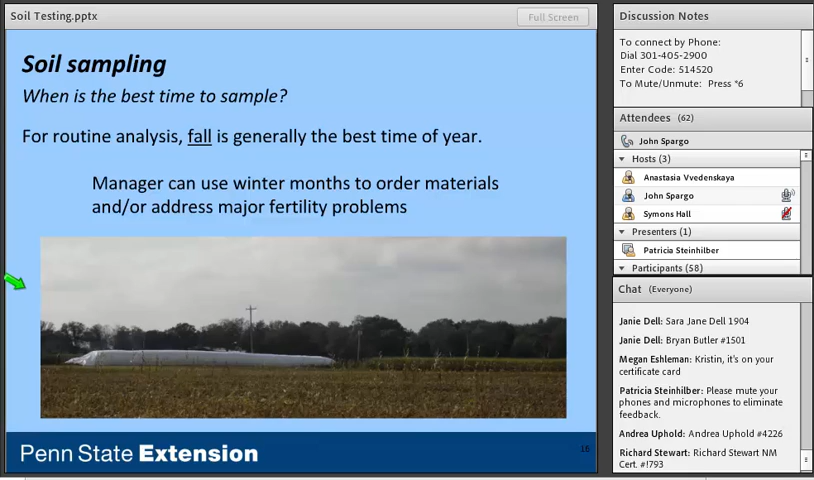 Soil Testing.pptx
Full Screen
Soil sampling
When is the best time to sample?
For routine analysis, fall is generally the best time of year.
Manager can use winter months to order materials
and/or address major fertility problems
Penn State Extension
16
Discussion Notes
To connect by Phone:
Dial 301-405-2900
Enter Code: 514520
To Mute/Unmute: Press *6
Attendees (62)
John Spargo
Hosts (3)
Anastasia Vvedenskaya
John Spargo
Symons Hall
Presenters (1)
Patricia Steinhilber
Participants (58)
Chat (Everyone)
Janie Dell: Sara Jane Dell 1904
Janie Dell: Bryan Butler #1501
Megan Eshleman: Kristin, it's on your
certificate card
Patricia Steinhilber: Please mute your
phones and microphones to eliminate
feedback.
Andrea Uphold: Andrea Uphold #4226
Richard Stewart: Richard Stewart NM
Cert. #!793